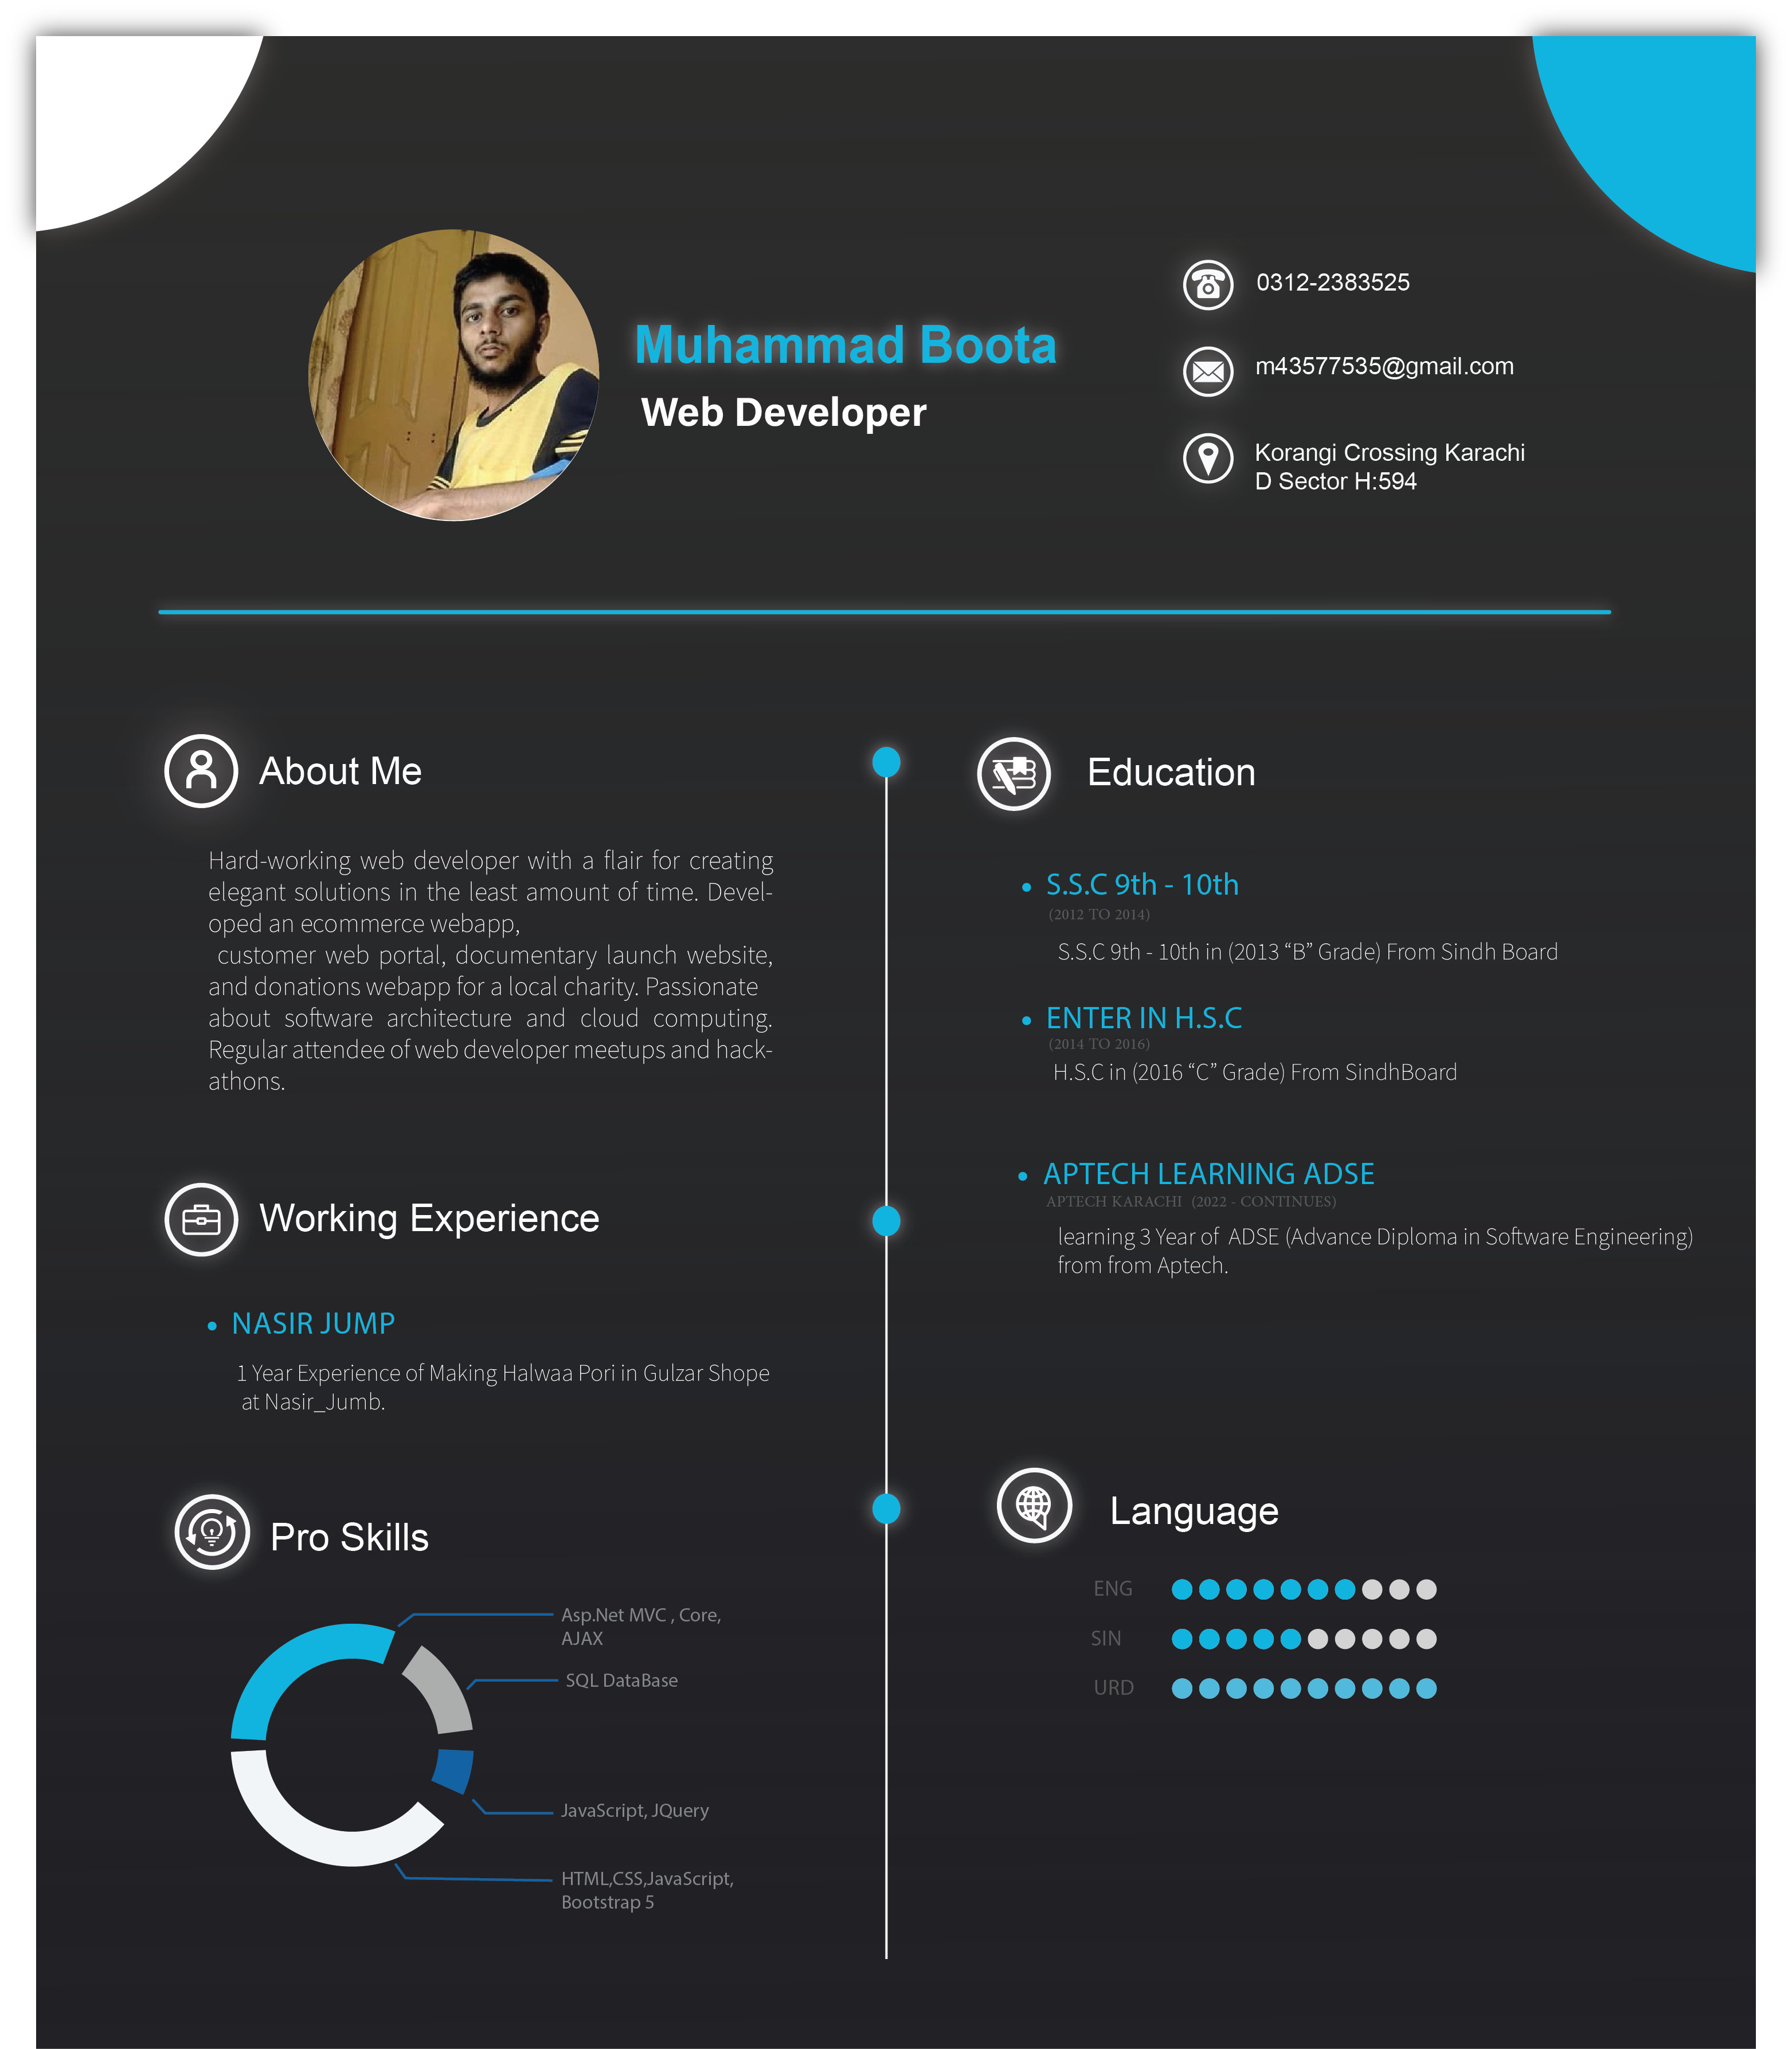 Muhammad Boota
Web Developer
0312-2383525
m43577535@gmail.com
Korangi Crossing Karachi
D Sector H:594
About Me
Hard-working web developer with a flair for creating
elegant solutions in the least amount of time. Devel-
oped an ecommerce webapp,
customer web portal, documentary launch website,
and donations webapp for a local charity. Passionate
about software architecture and cloud computing.
Regular attendee of web developer meetups and hack-
athons.
Working Experience
NASIR JUMP
1 Year Experience of Making Halwaa Pori in Gulzar Shope
at Nasir_Jumb.
Pro Skills
Asp.Net MVC , Core,
AJAX
SQL DataBase
JavaScript, JQuery
HTML,CSS,JavaScript,
Bootstrap 5
Education
S.S.C 9th - 10th
(2012 TO 2014)
S.S.C 9th - 10th in (2013 “B” Grade) From Sindh Board
ENTER IN H.S.C
(2014 TO 2016)
H.S.C in (2016 “C” Grade) From SindhBoard
APTECH LEARNING ADSE
APTECH KARACHI (2022 - CONTINUES)
learning 3 Year of ADSE (Advance Diploma in Software Engineering)
from from Aptech.
Language
ENG
SIN
URD